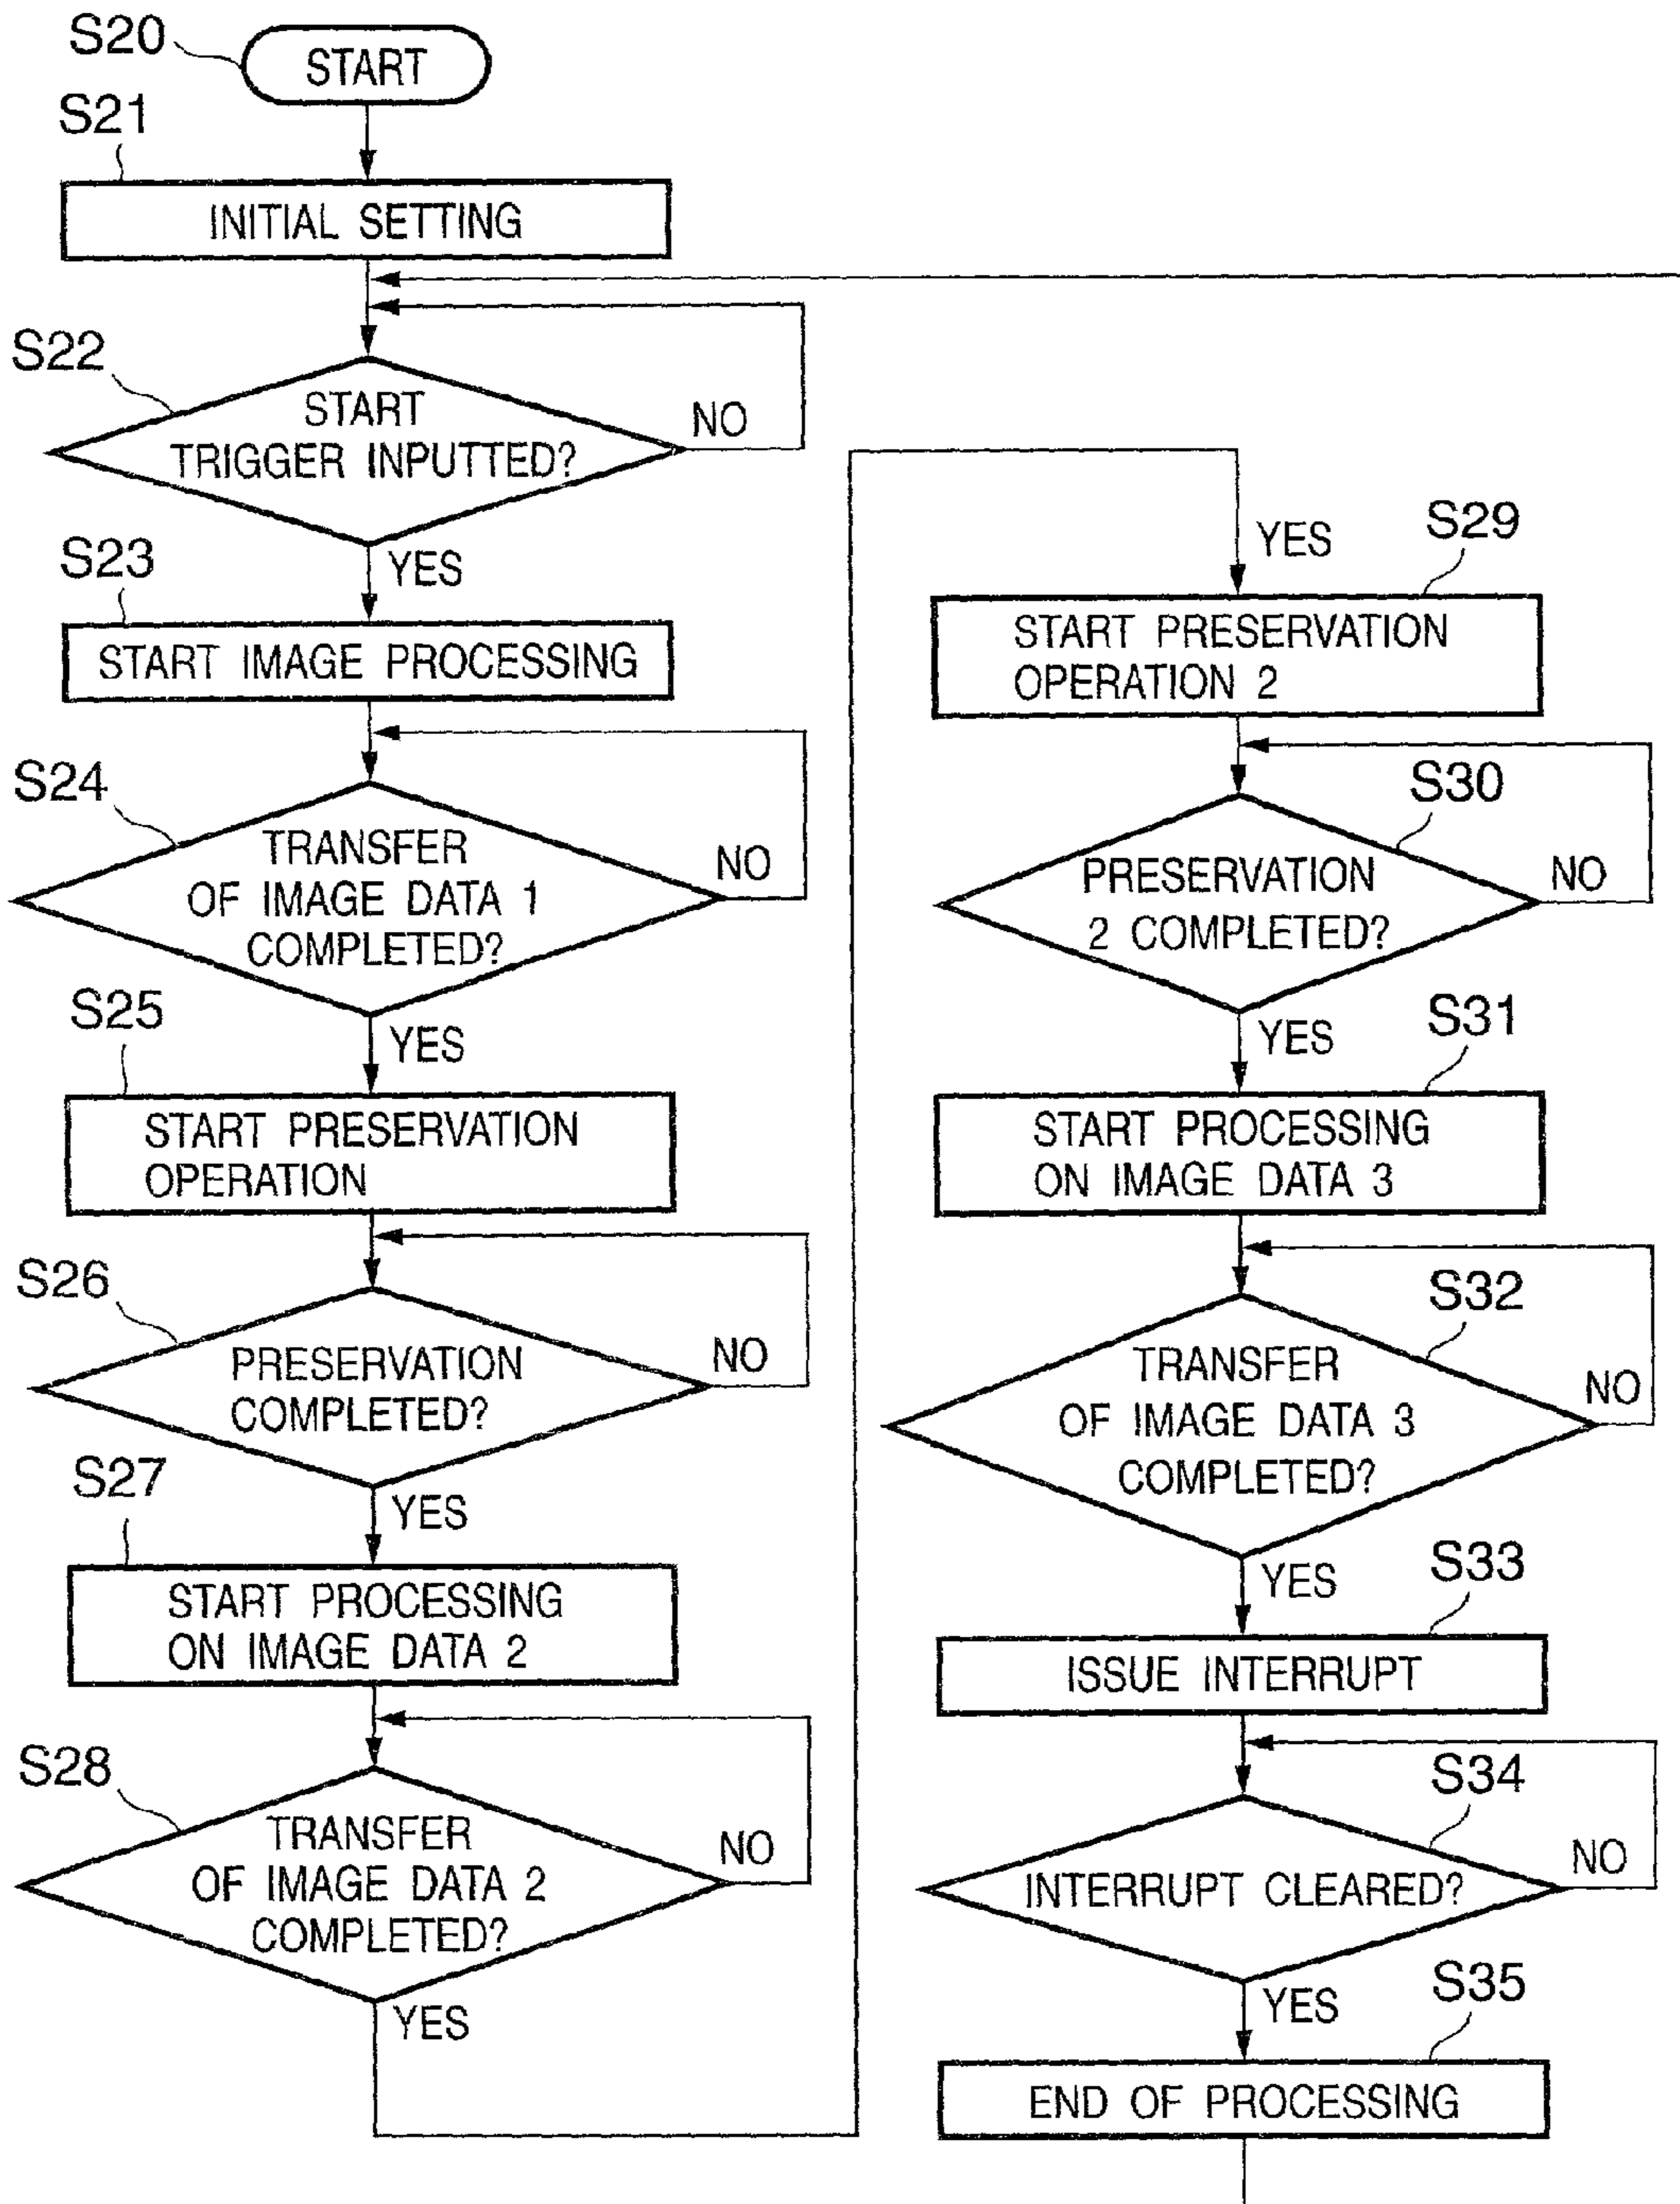 S20
START
S21
INITIAL SETTING
S22
START
TRIGGER INPUTTED?
NO
YES
S23
START IMAGE PROCESSING
S24
TRANSFER
OF IMAGE DATA 1
COMPLETED?
NO
YES
S25
START PRESERVATION
OPERATION
S26
PRESERVATION
COMPLETED?
NO
YES
S27
START PROCESSING
ON IMAGE DATA 2
S28
TRANSFER
OF IMAGE DATA 2
COMPLETED?
NO
YES
YES
S29
START PRESERVATION
OPERATION 2
S30
PRESERVATION
2 COMPLETED?
NO
YES
S31
START PROCESSING
ON IMAGE DATA 3
S32
TRANSFER
OF IMAGE DATA 3
COMPLETED?
NO
YES
S33
ISSUE INTERRUPT
S34
INTERRUPT CLEARED?
NO
YES
S35
END OF PROCESSING